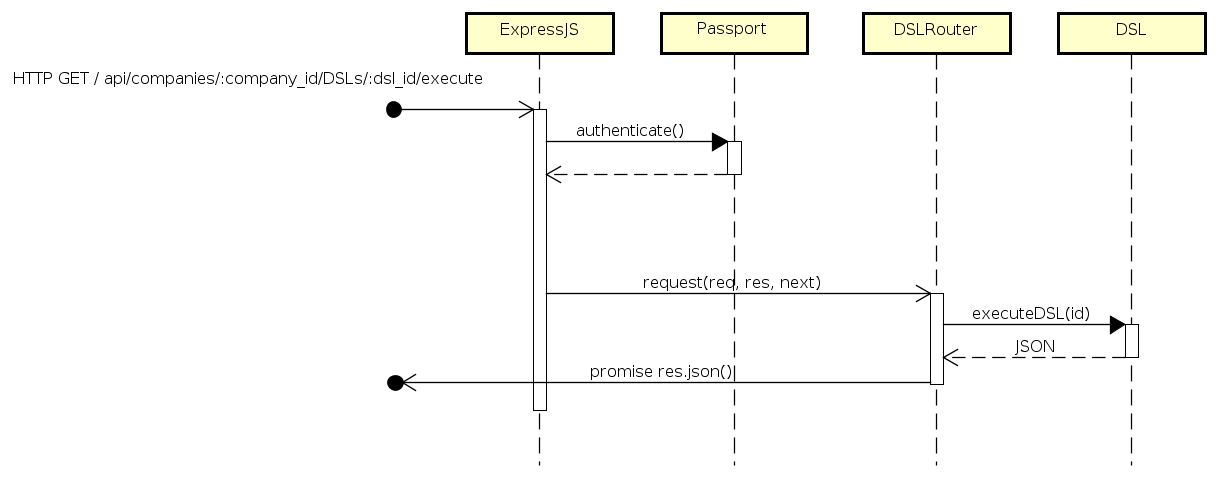 ExpressJS
Passport
DSLRouter
DSL
HTTP GET / api/companies/:company_id/DSLs/:dsl_id/execute
authenticate()
request(req, res, next)
executeDSL(id)
JSON
promise res.json()